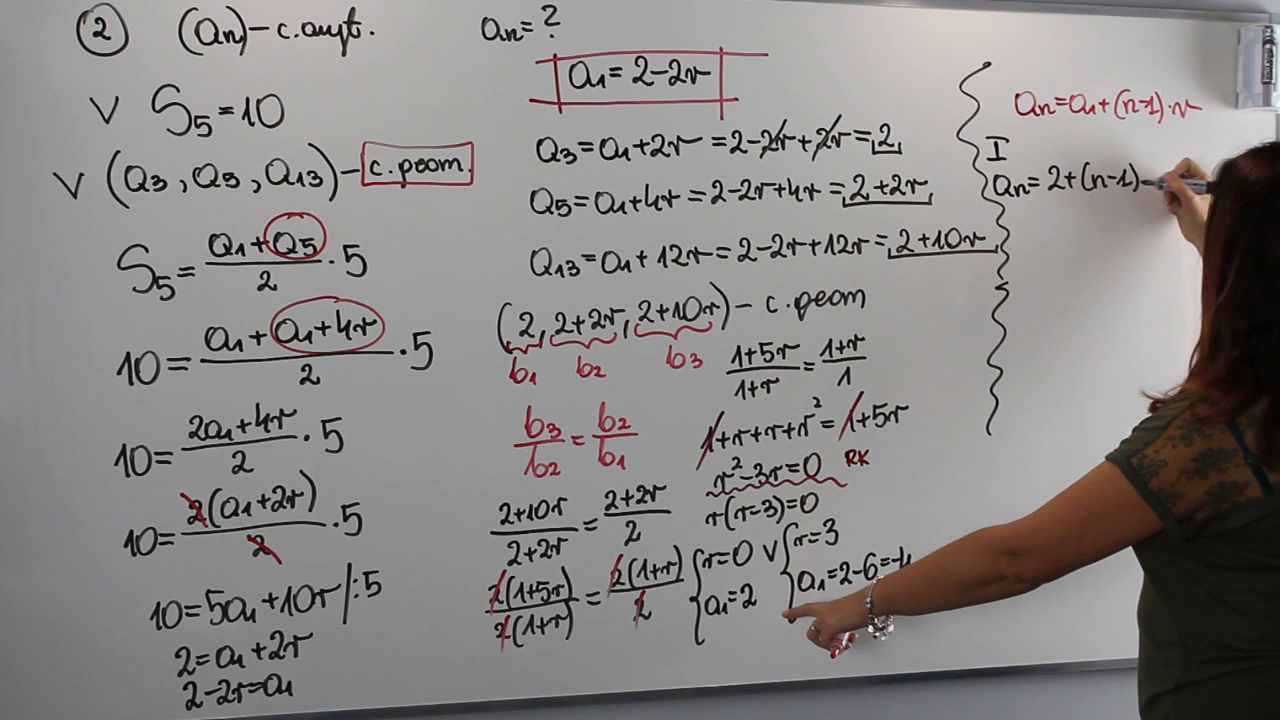 ② (an) – c. aryt.
an = ?
a₁ = 2-2r
V S₅ = 10
V (a₃, a₅, a₁₃) – c. geom.
S₅ = (a₁+a₅)/2 · 5
10 = (a₁+a₁+4r)/2 · 5
10 = (2a₁+4r)/2 · 5
10 = 2(a₁+2r)/2 · 5
10 = 5a₁+10r /:5
2 = a₁+2r
2-2r = a₁
a₃ = a₁+2r = 2-2r+2r = 2
a₅ = a₁+4r = 2-2r+4r = 2+2r
a₁₃ = a₁+12r = 2-2r+12r = 2+10r
(2, 2+2r, 2+10r) – c. geom
b₁ b₂ b₃
b₃/b₂ = b₂/b₁
(2+10r)/(2+2r) = (2+2r)/2
2(1+5r)/2(1+r) = 2(1+r)/2
(1+5r)/(1+r) = (1+r)/1
1+r+r+r² = 1+5r
r²-3r = 0 RK
r(r-3) = 0
{r=0 V {r=3
{a₁=2 {a₁=2-6=-4
an = a₁+(n-1)·r
I
an = 2+(n-1)